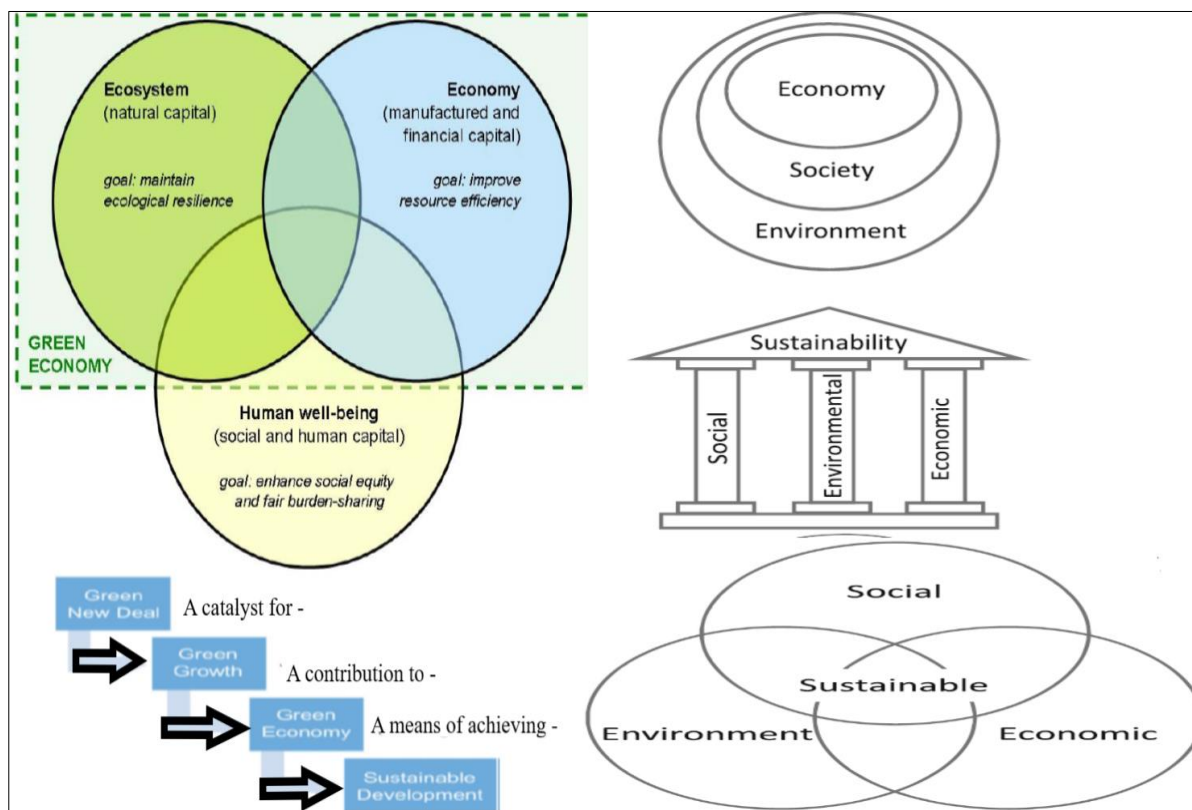 Ecosystem
(natural capital)
goal: maintain
ecological resilience
Economy
(manufactured and
financial capital)
goal: improve
resource efficiency
GREEN
ECONOMY
Human well-being
(social and human capital)
goal: enhance social equity
and fair burden-sharing
Green
New Deal
A catalyst for -
Green
Growth
A contribution to -
Green
Economy
A means of achieving -
Sustainable
Development
Economy
Society
Environment
Sustainability
Social
Environmental
Economic
Social
Sustainable
Environment
Economic